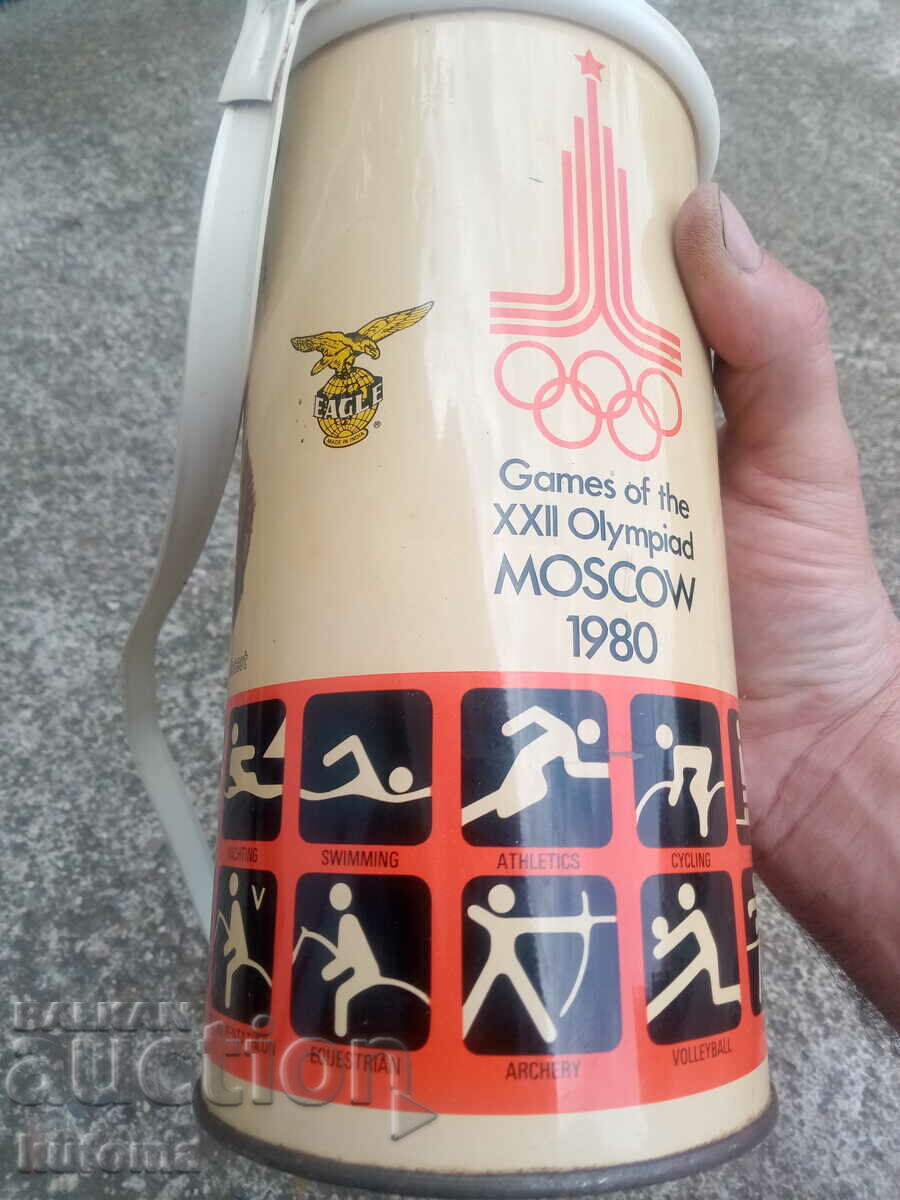 EAGLE
MADE IN INDIA
®
Games of the
XXII Olympiad
MOSCOW
1980
YACHTING
SWIMMING
ATHLETICS
CYCLING
EQUESTRIAN
ARCHERY
VOLLEYBALL
BALKAN
auction
kutoma